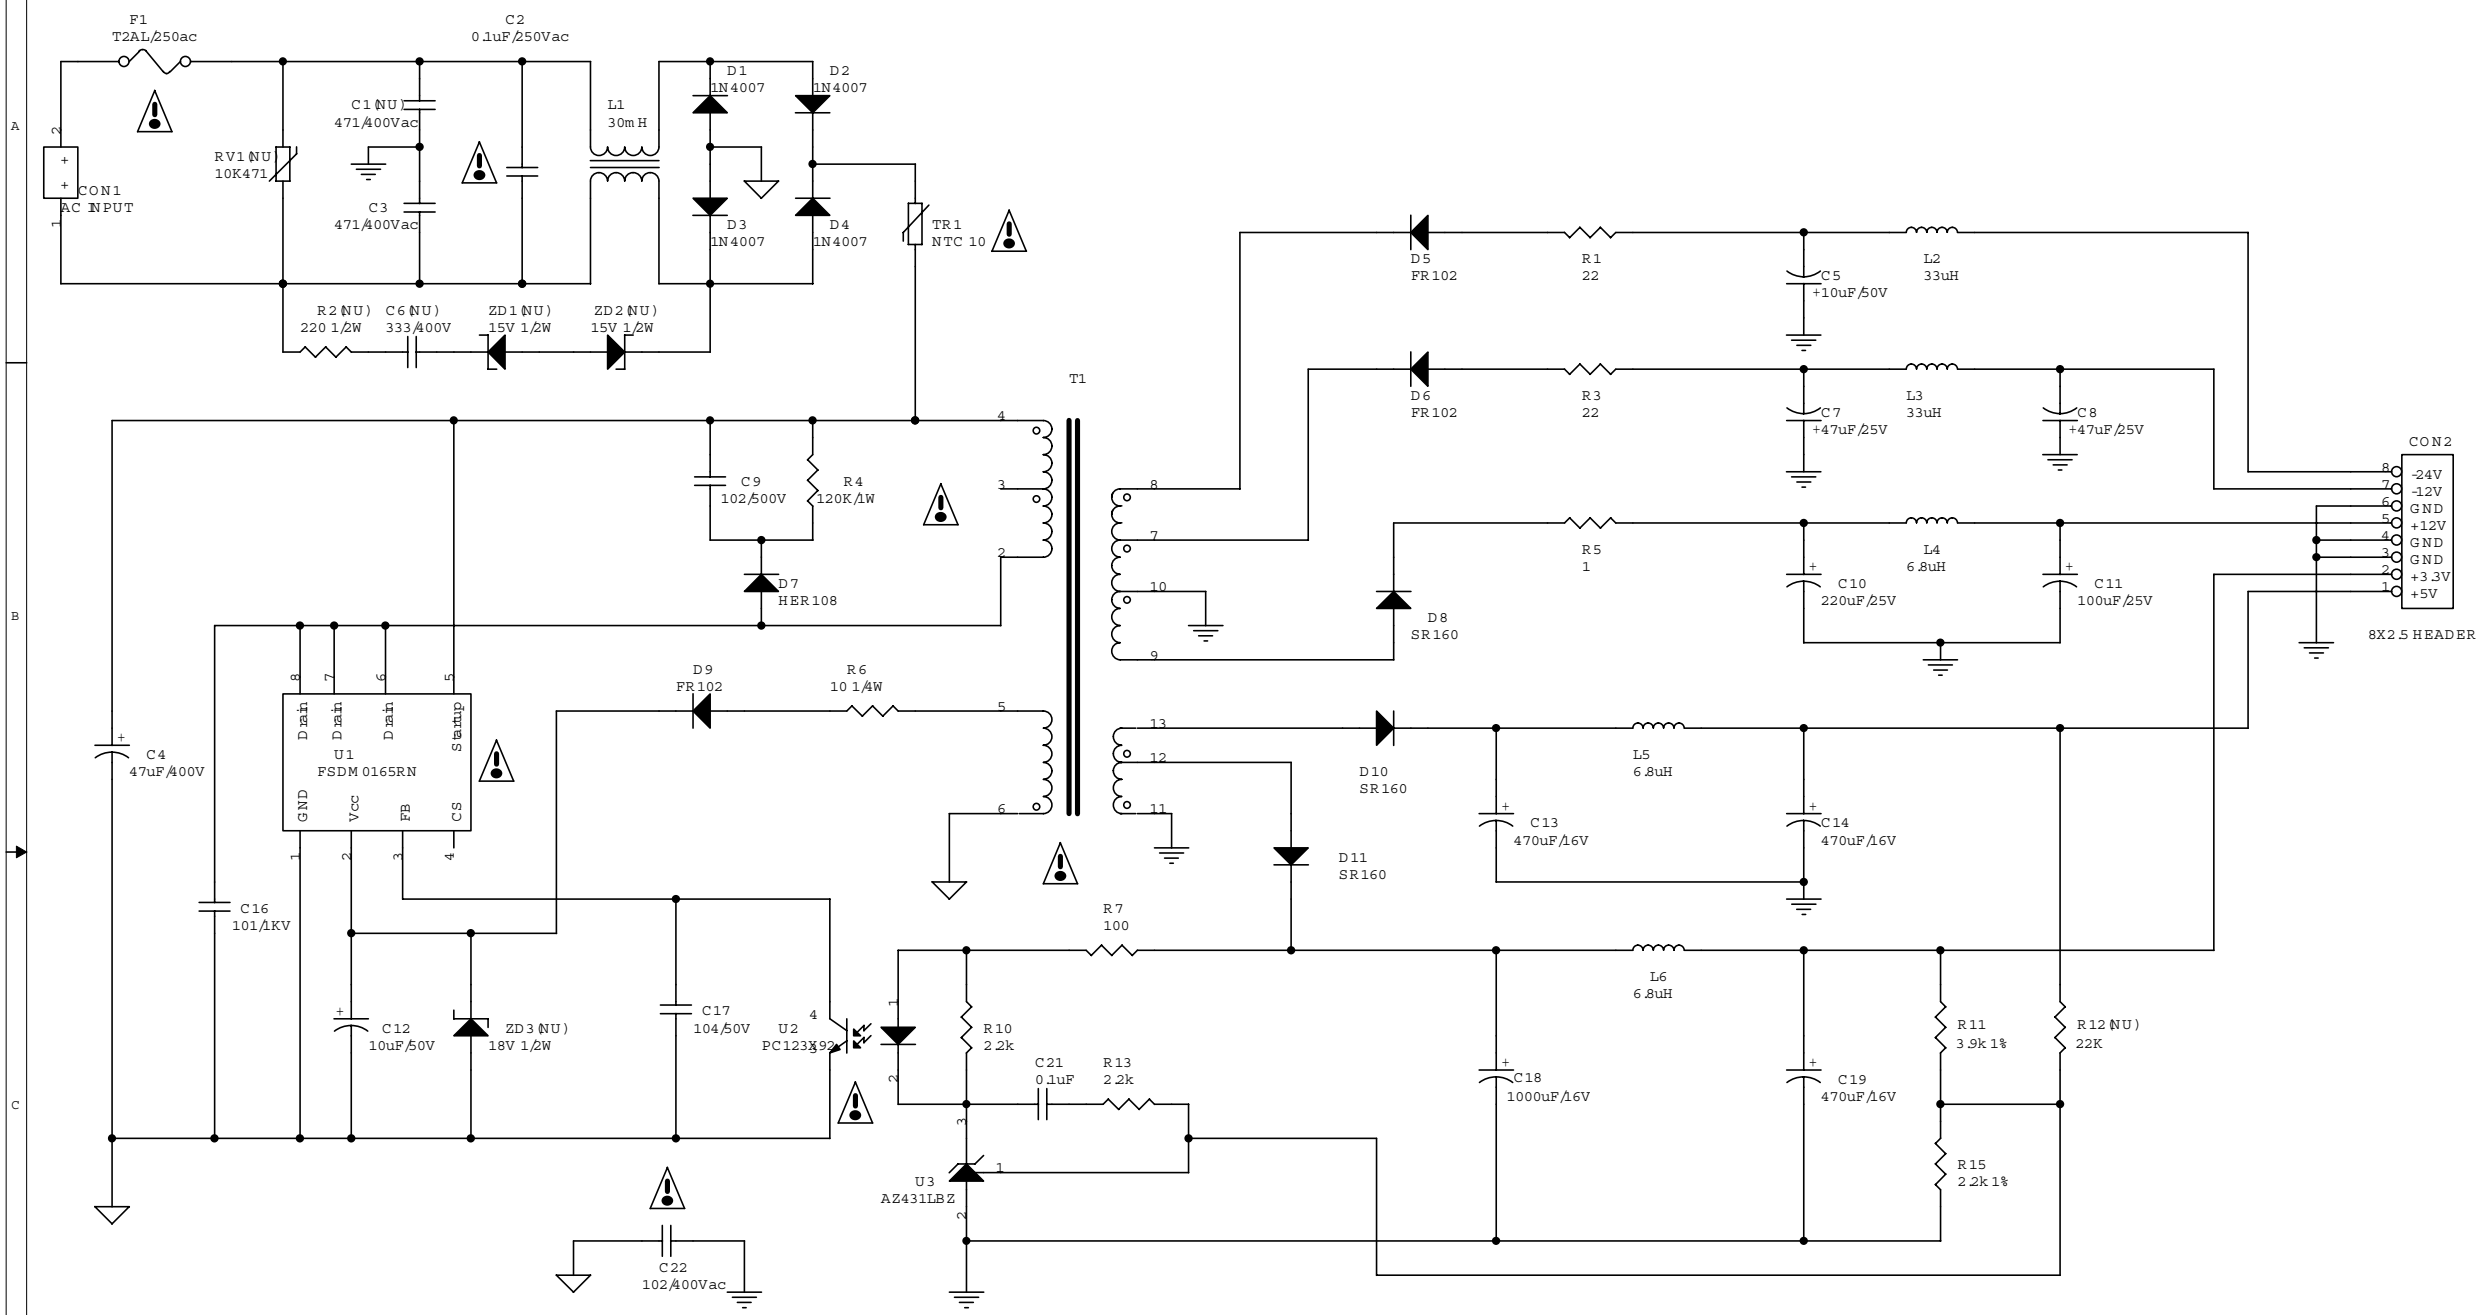 F1
T2AL/250ac
C2
0.1uF/250Vac
D1
1N4007
D2
1N4007
C1(NU)
471/400Vac
L1
30mH
A
2
+
+
CON1
AC INPUT
1
RV1(NU)
10K471
C3
471/400Vac
D3
1N4007
D4
1N4007
TR1
NTC 10
D5
FR102
R1
22
C5
+10uF/50V
L2
33uH
R2(NU)
220 1/2W
C6(NU)
333/400V
ZD1(NU)
15V 1/2W
ZD2(NU)
15V 1/2W
T1
D6
FR102
R3
22
C7
+47uF/25V
L3
33uH
C8
+47uF/25V
CON2
8
-24V
7
-12V
6
GND
5
+12V
4
GND
3
GND
2
+3.3V
1
+5V
8X2.5 HEADER
4
3
2
C9
102/500V
R4
120K/1W
D7
HER108
8
7
10
9
R5
1
L4
6.8uH
+
C10
220uF/25V
+
C11
100uF/25V
D8
SR160
B
8
7
6
5
Drain
Drain
Drain
Startup
U1
FSDM0165RN
GND
Vcc
FB
CS
1
2
3
4
D9
FR102
R6
10 1/4W
5
6
13
12
11
+
C4
47uF/400V
D10
SR160
L5
6.8uH
+
C13
470uF/16V
+
C14
470uF/16V
D11
SR160
C16
101/1KV
R7
100
L6
6.8uH
+
C12
10uF/50V
ZD3(NU)
18V 1/2W
C17
104/50V
U2
PC123X92
4
3
1
2
R10
2.2k
C21
0.1uF
R13
2.2k
+
C18
1000uF/16V
+
C19
470uF/16V
R11
3.9k 1%
R12(NU)
22K
C
3
1
U3
AZ431LBZ
2
R15
2.2k 1%
C22
102/400Vac